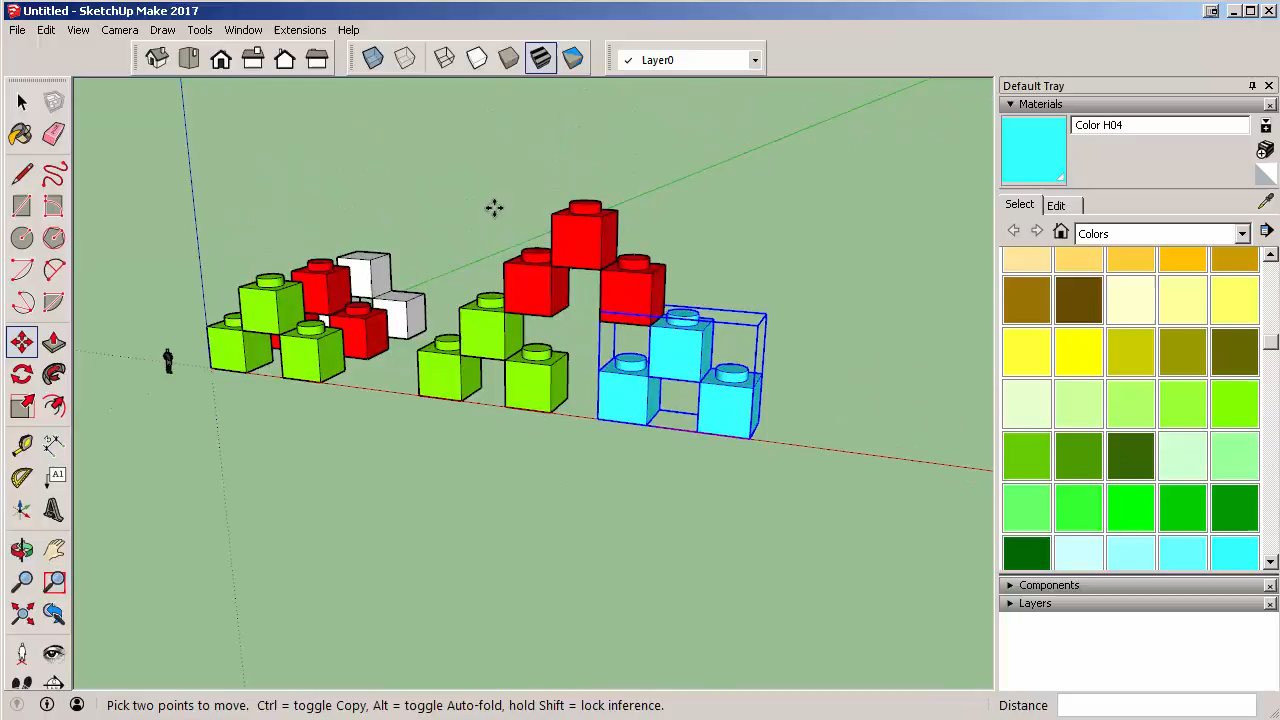 Untitled - SketchUp Make 2017
File Edit View Camera Draw Tools Window Extensions Help
✓ Layer0
Default Tray
Materials
Color H04
Select Edit
Colors
A1
Components
Layers
Pick two points to move. Ctrl = toggle Copy, Alt = toggle Auto-fold, hold Shift = lock inference.
Distance